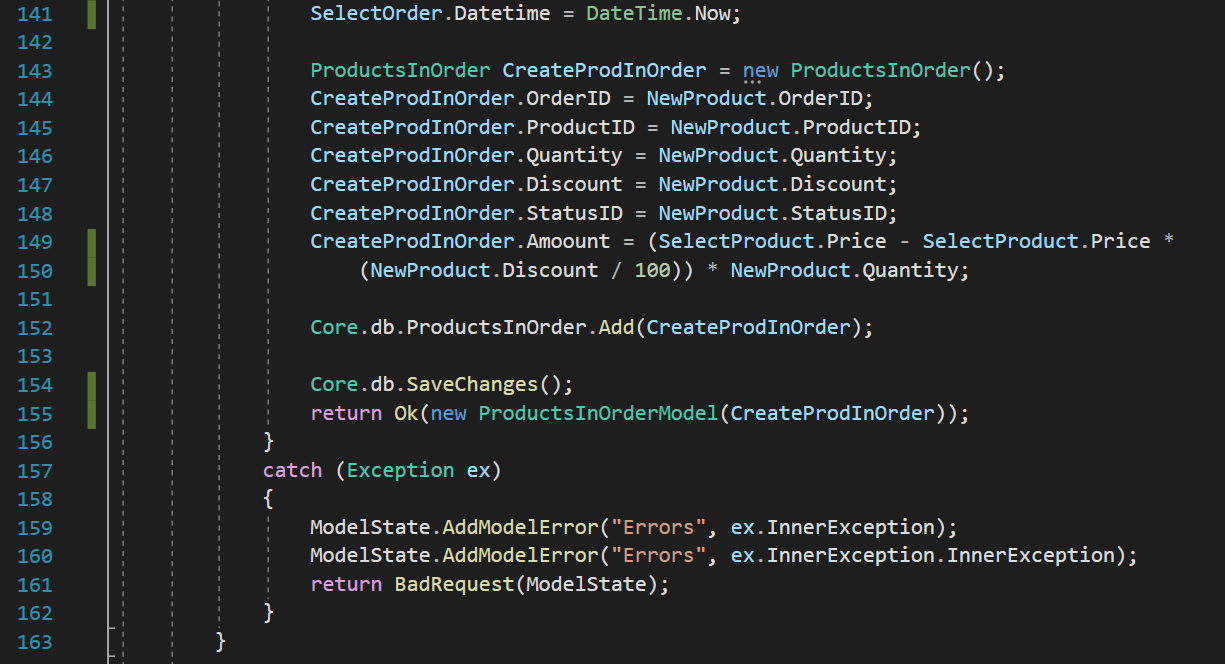 141 SelectOrder.Datetime = DateTime.Now;
142
143 ProductsInOrder CreateProdInOrder = new ProductsInOrder();
144 CreateProdInOrder.OrderID = NewProduct.OrderID;
145 CreateProdInOrder.ProductID = NewProduct.ProductID;
146 CreateProdInOrder.Quantity = NewProduct.Quantity;
147 CreateProdInOrder.Discount = NewProduct.Discount;
148 CreateProdInOrder.StatusID = NewProduct.StatusID;
149 CreateProdInOrder.Amoount = (SelectProduct.Price - SelectProduct.Price *
150 (NewProduct.Discount / 100)) * NewProduct.Quantity;
151
152 Core.db.ProductsInOrder.Add(CreateProdInOrder);
153
154 Core.db.SaveChanges();
155 return Ok(new ProductsInOrderModel(CreateProdInOrder));
156 }
157 catch (Exception ex)
158 {
159 ModelState.AddModelError("Errors", ex.InnerException);
160 ModelState.AddModelError("Errors", ex.InnerException.InnerException);
161 return BadRequest(ModelState);
162 }
163 }